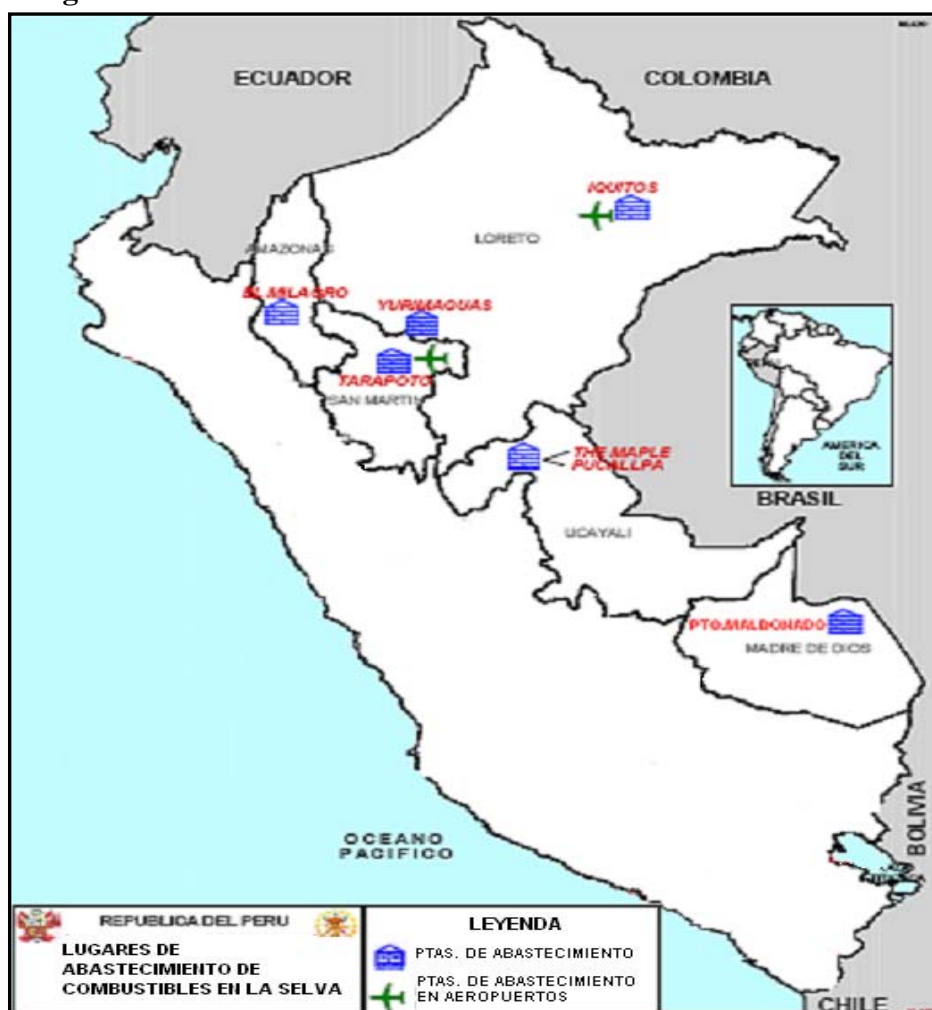 ECUADOR
COLOMBIA
IQUITOS
LORETO
AMAZONAS
EL MILAGRO
YURIMAGUAS
TARAPOTO
SAN MARTIN
THE MAPLE
PUCALLPA
AMERICA
DEL
SUR
BRASIL
UCAYALI
PTO.MALDONADO
MADRE DE DIOS
BOLIVIA
OCEANO
PACIFICO
REPUBLICA DEL PERU
LUGARES DE
ABASTECIMIENTO DE
COMBUSTIBLES EN LA SELVA
LEYENDA
PTAS. DE ABASTECIMIENTO
PTAS. DE ABASTECIMIENTO
EN AEROPUERTOS
CHILE